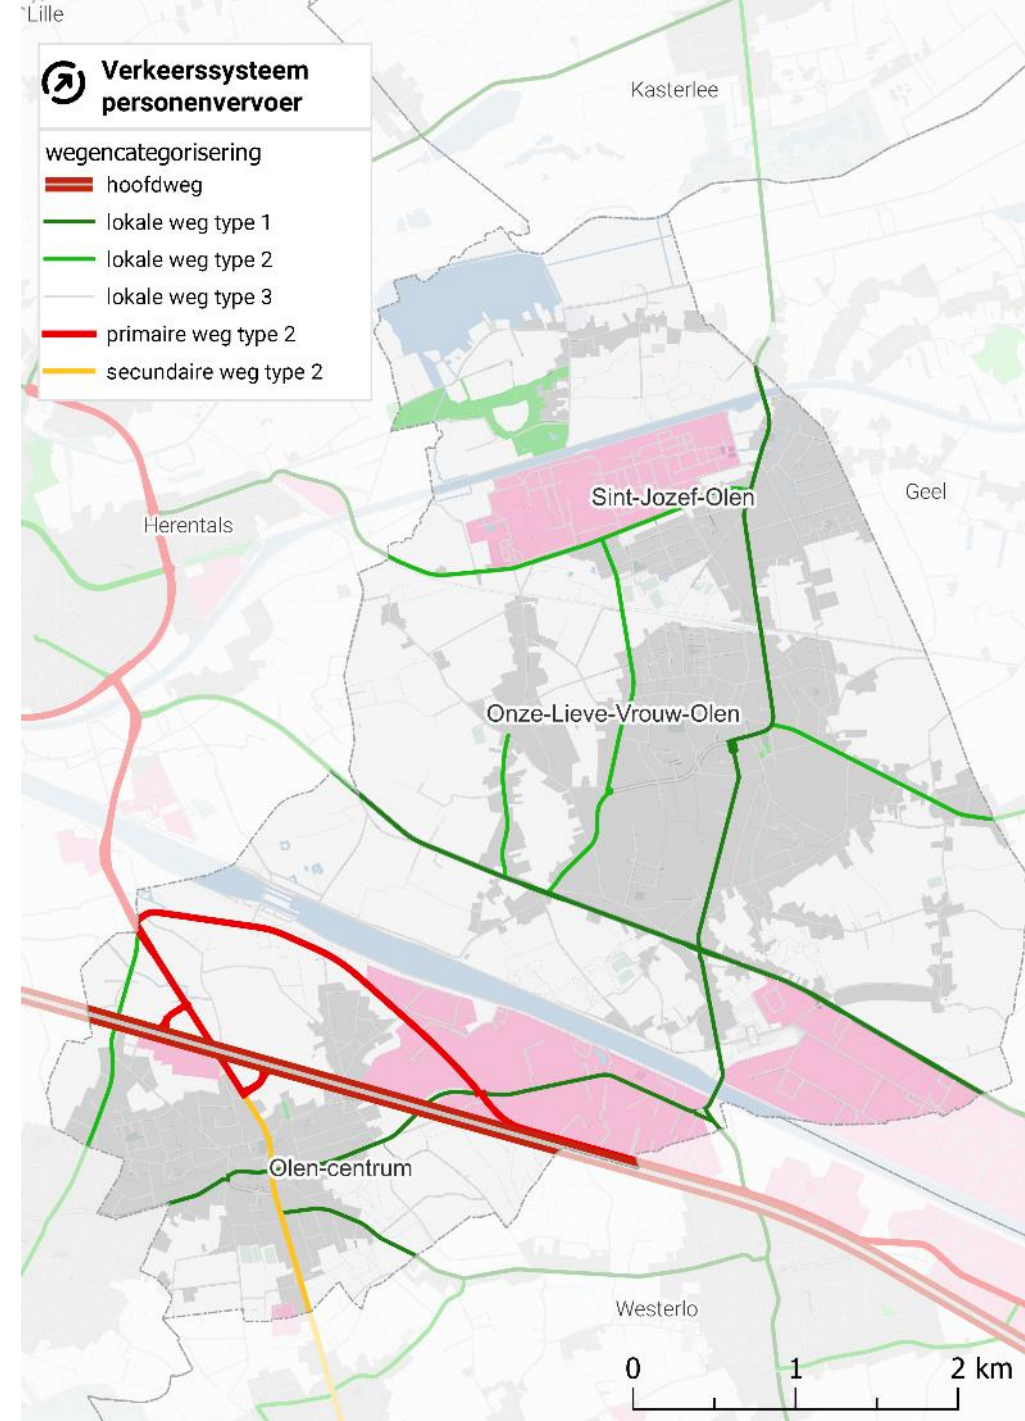 Lille
Verkeerssysteem
personenvervoer
wegencategorisering
hoofdweg
lokale weg type 1
lokale weg type 2
lokale weg type 3
primaire weg type 2
secundaire weg type 2
Kasterlee
Sint-Jozef-Olen
Geel
Herentals
Onze-Lieve-Vrouw-Olen
Olen-centrum
Westerlo
0 1 2 km